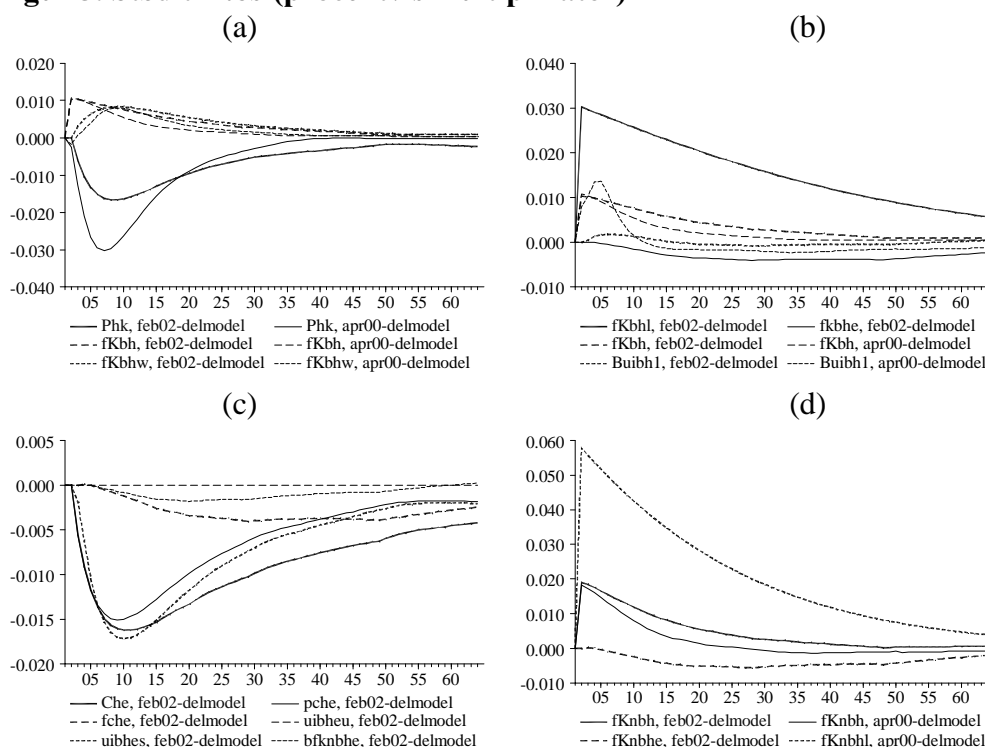 (a)
0.020
0.010
0.000
-0.010
-0.020
-0.030
-0.040
05 10 15 20 25 30 35 40 45 50 55 60
Phk, feb02-delmodel Phk, apr00-delmodel
fKbh, feb02-delmodel fKbh, apr00-delmodel
fKbhw, feb02-delmodel fKbhw, apr00-delmodel
(b)
0.040
0.030
0.020
0.010
0.000
-0.010
05 10 15 20 25 30 35 40 45 50 55 60
fKbhl, feb02-delmodel fkbhe, feb02-delmodel
fKbh, feb02-delmodel fKbh, apr00-delmodel
Buibh1, feb02-delmodel Buibh1, apr00-delmodel
(c)
0.005
0.000
-0.005
-0.010
-0.015
-0.020
05 10 15 20 25 30 35 40 45 50 55 60
Che, feb02-delmodel pche, feb02-delmodel
fche, feb02-delmodel uibheu, feb02-delmodel
uibhes, feb02-delmodel bfknbhe, feb02-delmodel
(d)
0.060
0.050
0.040
0.030
0.020
0.010
0.000
-0.010
05 10 15 20 25 30 35 40 45 50 55 60
fKnbh, feb02-delmodel fKnbh, apr00-delmodel
fKnbhe, feb02-delmodel fKnbhl, apr00-delmodel